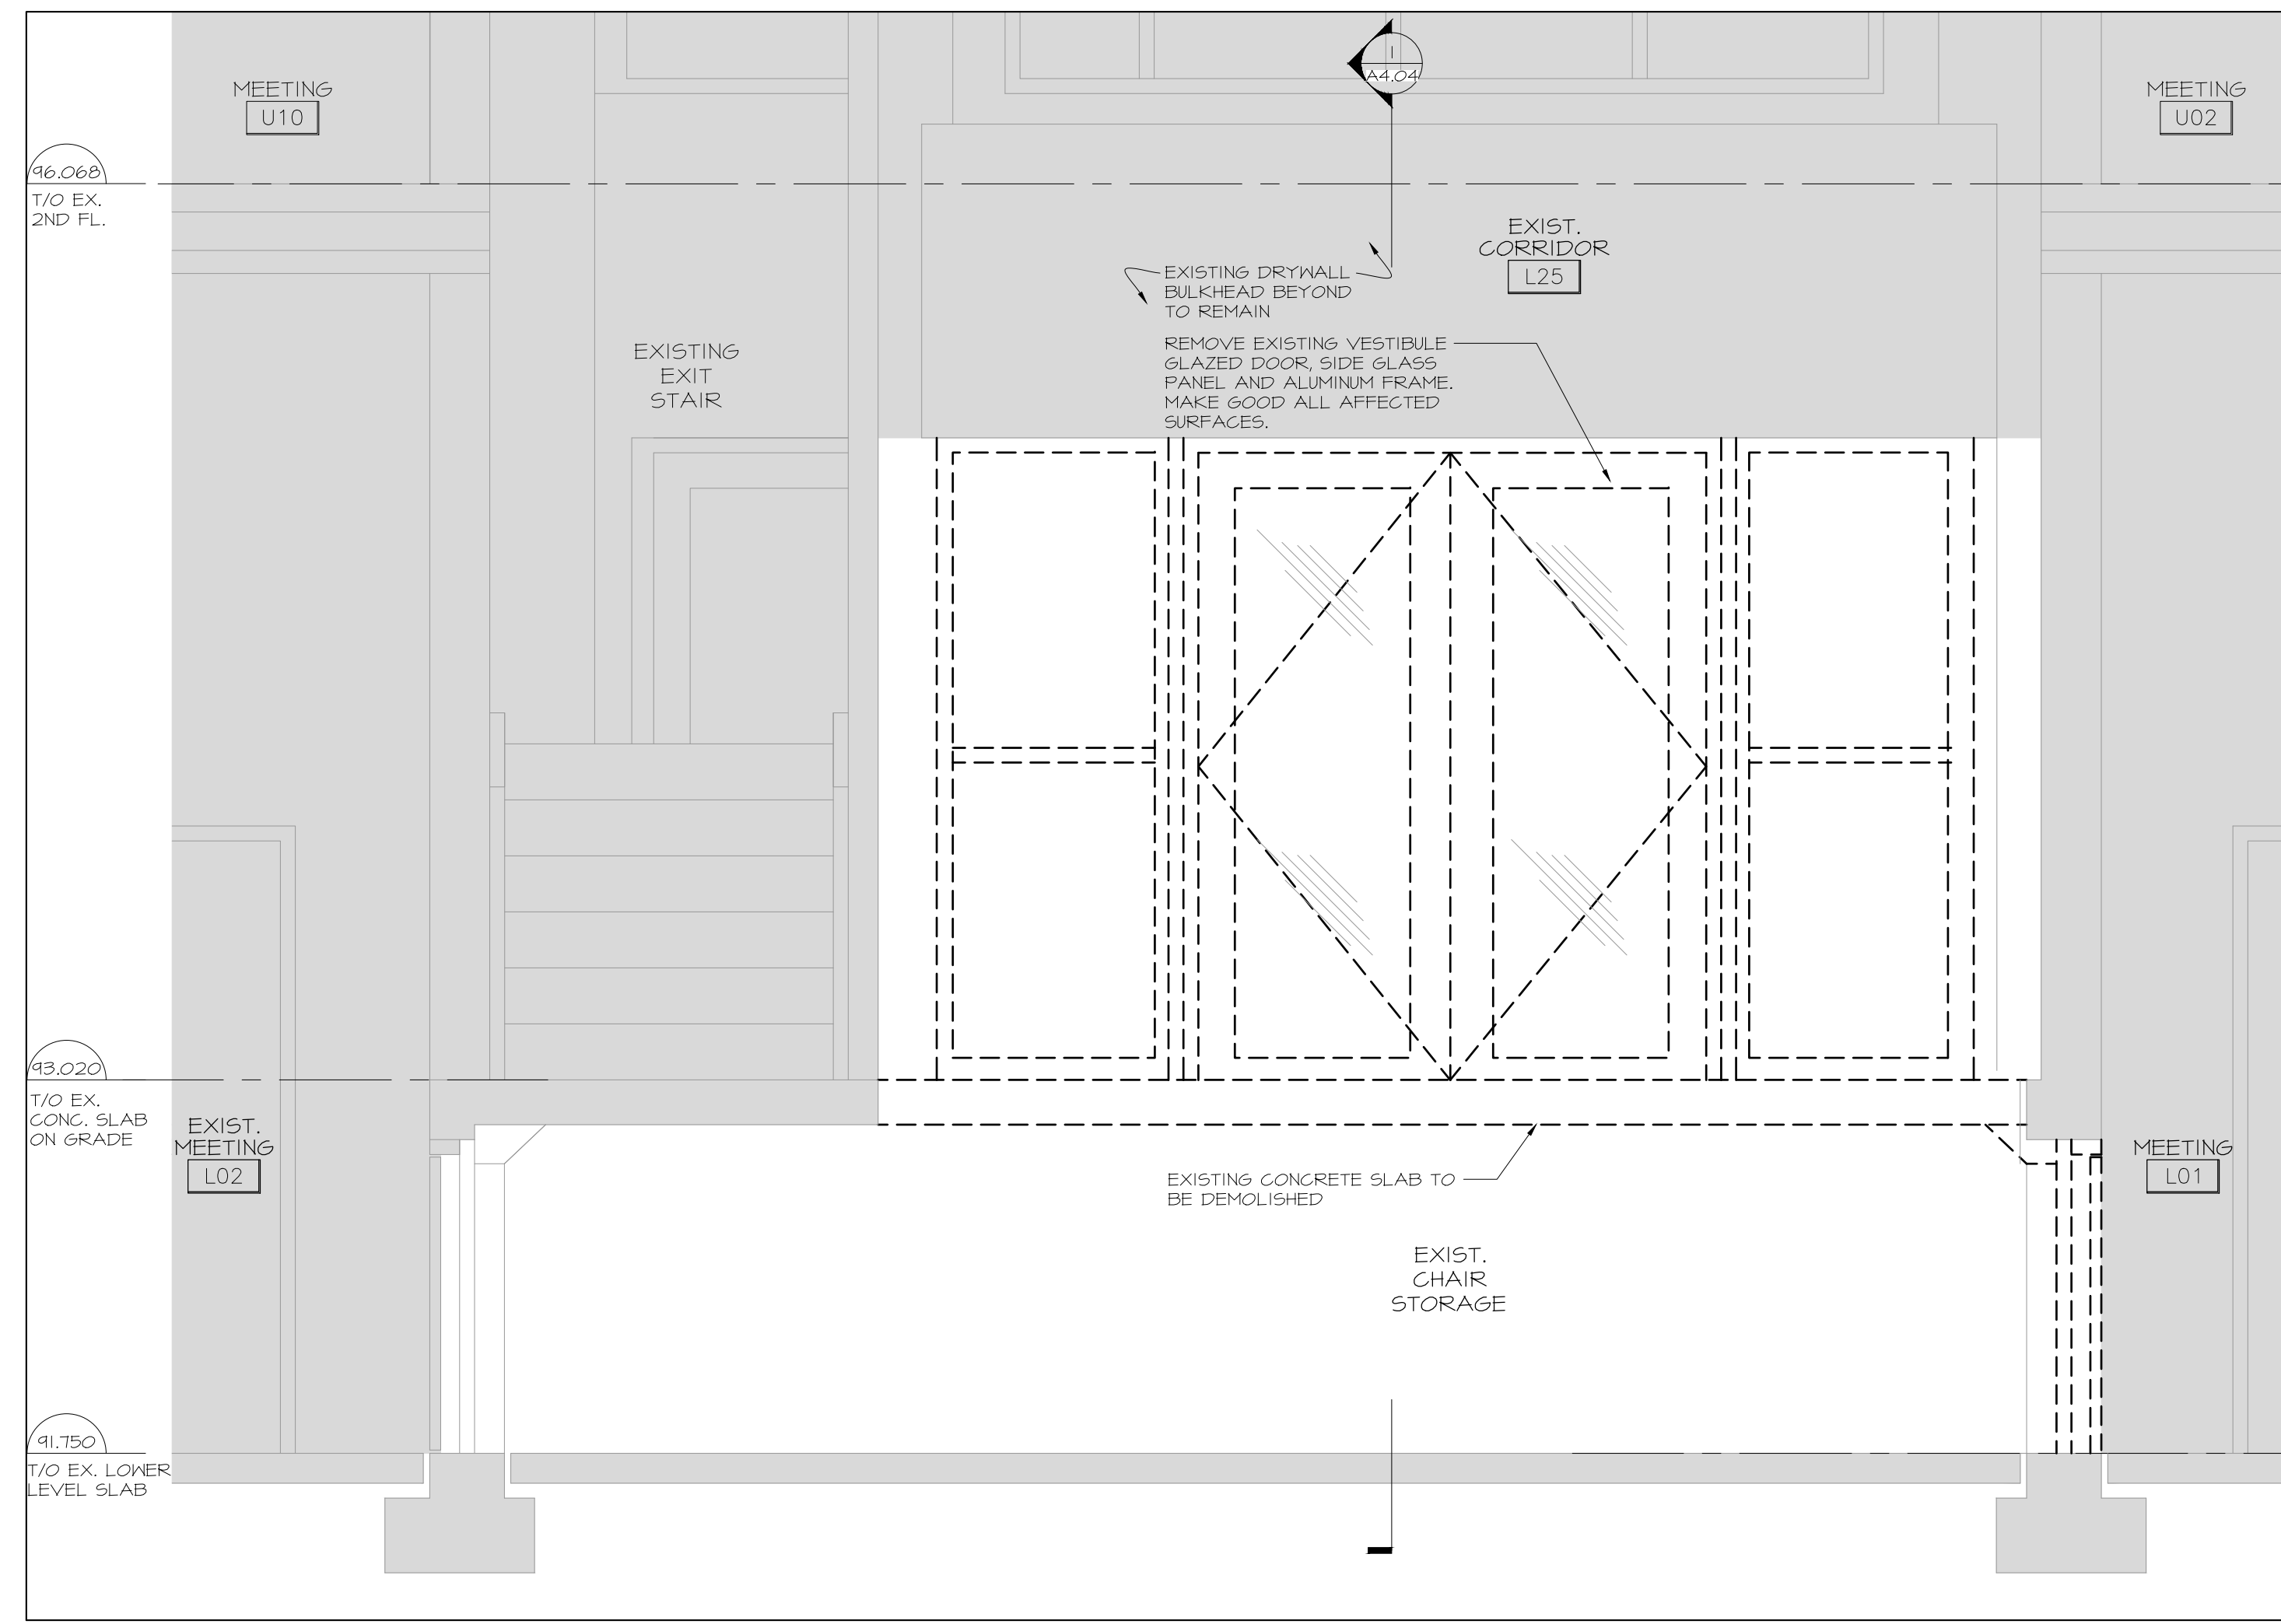 I
A4.04
MEETING
U10
MEETING
U02
96.068
T/O EX.
2ND FL.
EXIST.
CORRIDOR
L25
EXISTING DRYWALL
BULKHEAD BEYOND
TO REMAIN
REMOVE EXISTING VESTIBULE
GLAZED DOOR, SIDE GLASS
PANEL AND ALUMINUM FRAME.
MAKE GOOD ALL AFFECTED
SURFACES.
EXISTING
EXIT
STAIR
93.020
T/O EX.
CONC. SLAB
ON GRADE
EXIST.
MEETING
L02
MEETING
L01
EXISTING CONCRETE SLAB TO
BE DEMOLISHED
EXIST.
CHAIR
STORAGE
91.750
T/O EX. LOWER
LEVEL SLAB